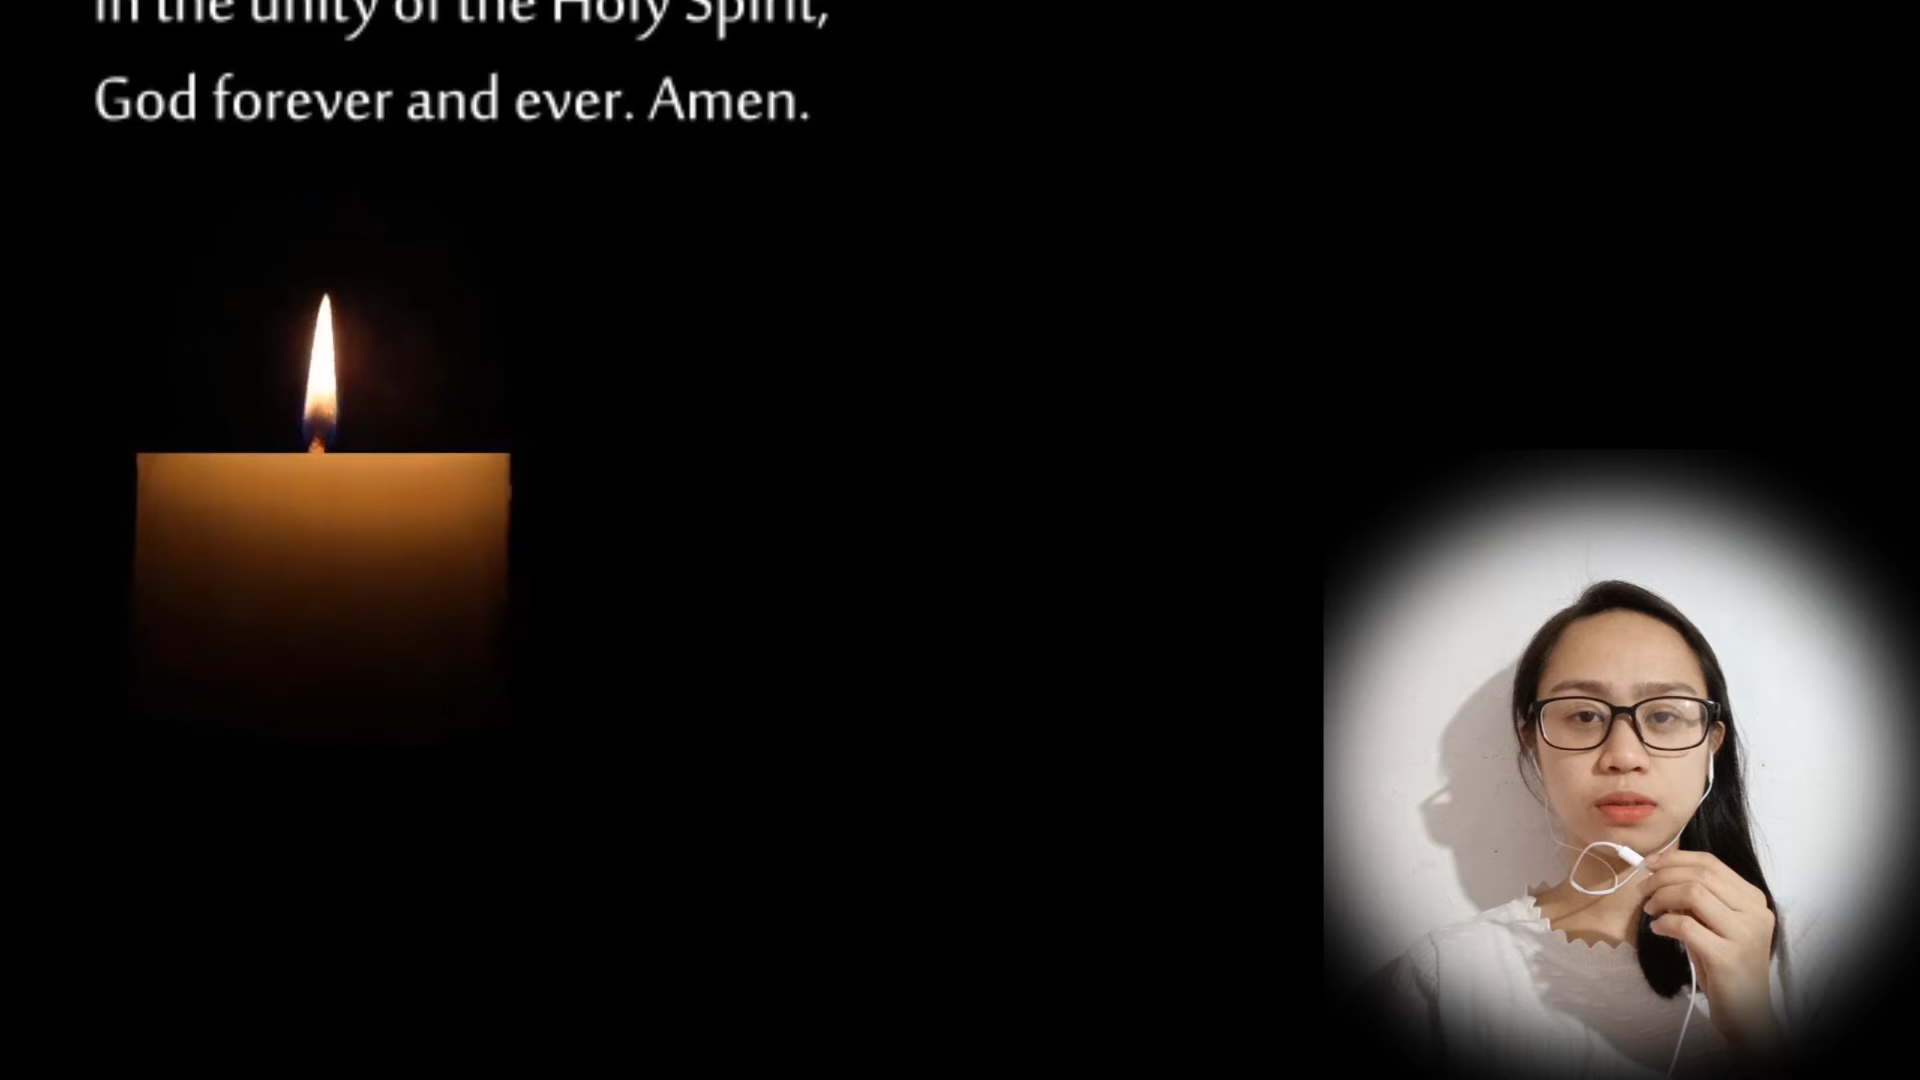 in the unity of the Holy Spirit,
God forever and ever. Amen.